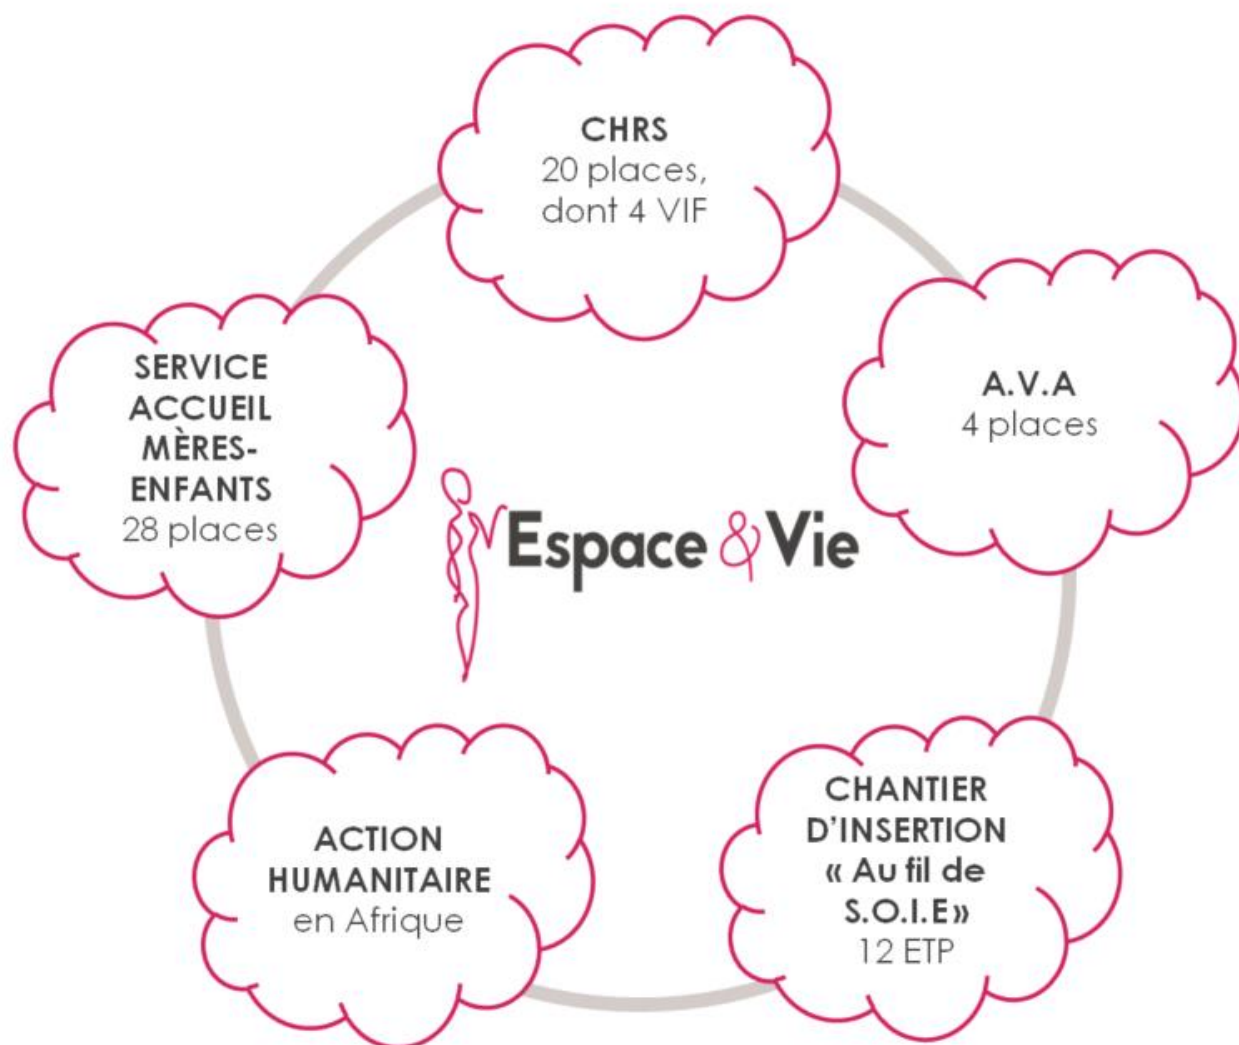 CHRS
20 places,
dont 4 VIF
A.V.A
4 places
CHANTIER
D'INSERTION
« Au fil de
S.O.I.E»
12 ETP
ACTION
HUMANITAIRE
en Afrique
SERVICE
ACCUEIL
MÈRES-
ENFANTS
28 places
Espace & Vie